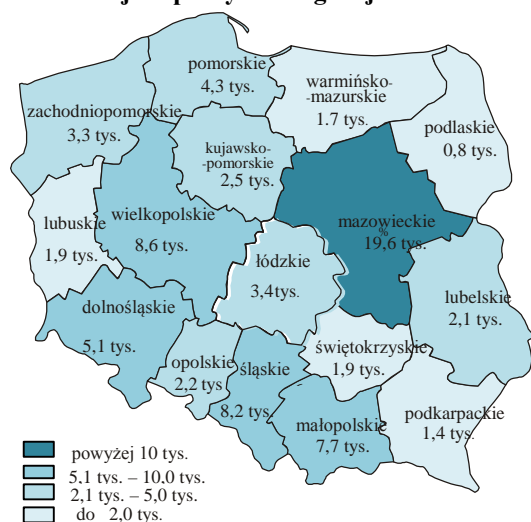 pomorskie
4,3 tys.
warmińsko-
-mazurskie
1.7 tys.
zachodniopomorskie
3,3 tys.
podlaskie
0,8 tys.
kujawsko-
-pomorskie
2,5 tys.
wielkopolskie
8,6 tys.
lubuskie
1,9 tys.
mazowieckie
%
19,6 tys.
łódzkie
3,4tys.
lubelskie
2,1 tys.
dolnośląskie
5,1 tys.
opolskie
2,2 tys
śląskie
8,2 tys.
świętokrzyskie
1,9 tys.
małopolskie
7,7 tys.
podkarpackie
1,4 tys.
powyżej 10 tys.
5,1 tys. – 10.0 tys.
2,1 tys. – 5,0 tys.
do 2,0 tys.